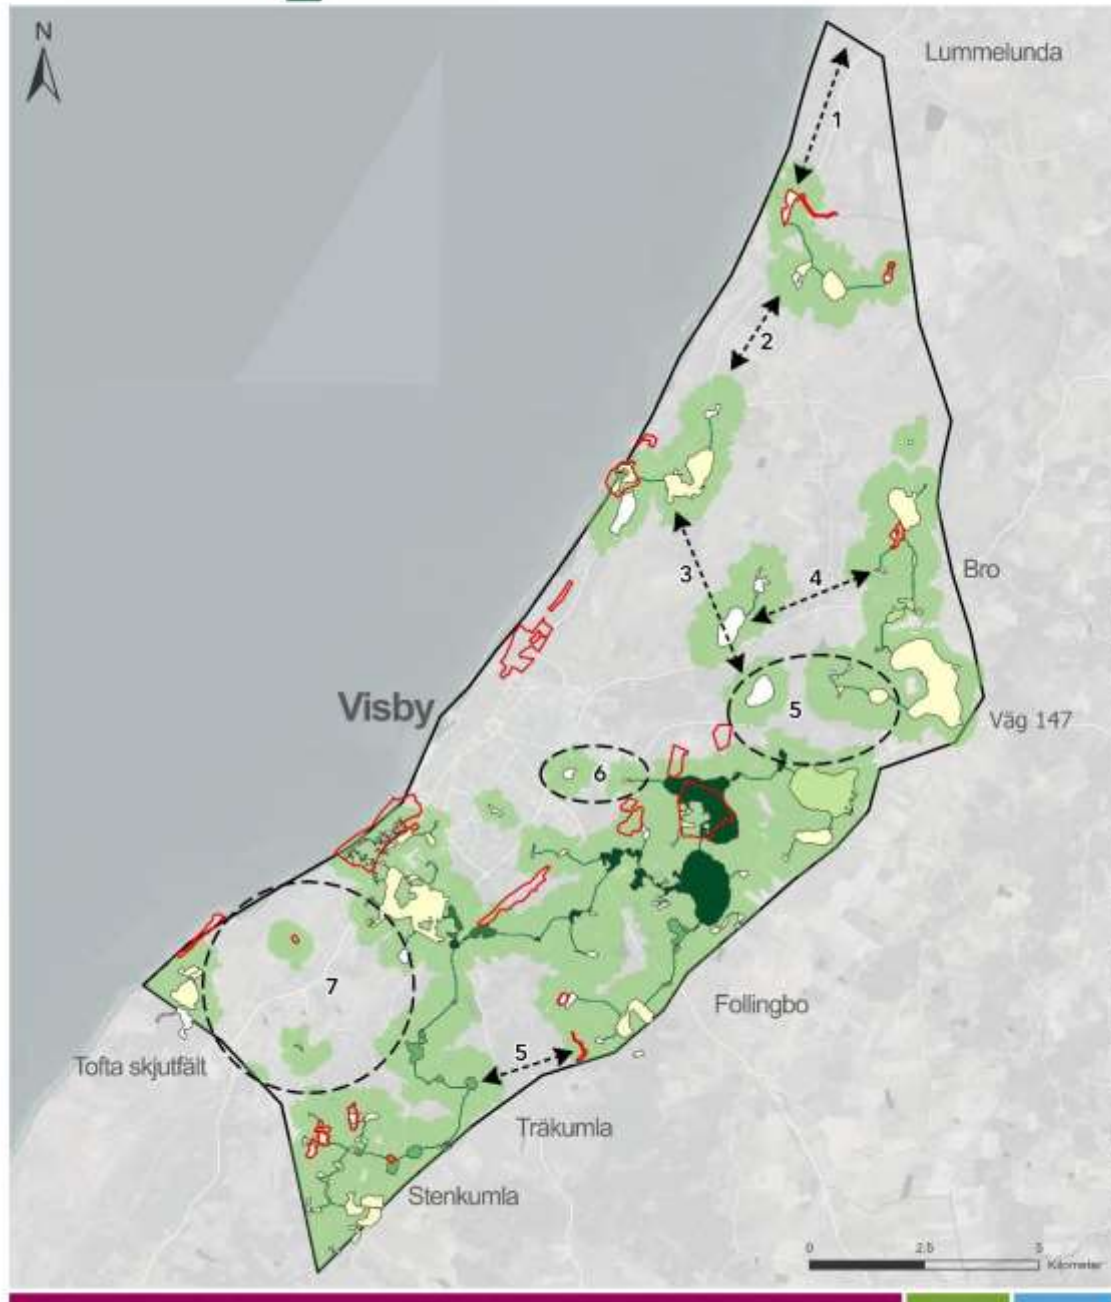 N
Lummelunda
1
2
Bro
3
4
Visby
5
Väg 147
6
7
Follingbo
Tofta skjutfält
5
Träkumla
Stenkumla
0 2.5 5
Kilometer